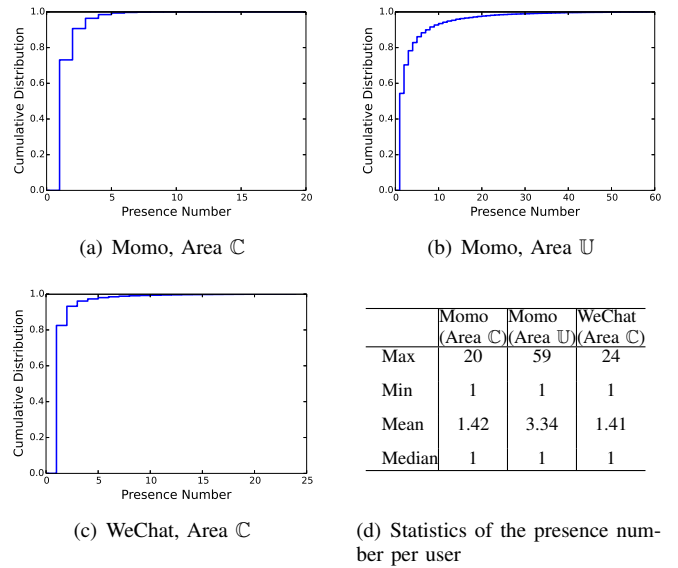 1.0
0.8
0.6
0.4
0.2
0.0
Cumulative Distribution
0 5 10 15 20
Presence Number
(a) Momo, Area ℂ
1.0
0.8
0.6
0.4
0.2
0.0
Cumulative Distribution
0 10 20 30 40 50 60
Presence Number
(b) Momo, Area 𝕌
1.0
0.8
0.6
0.4
0.2
0.0
Cumulative Distribution
0 5 10 15 20 25
Presence Number
(c) WeChat, Area ℂ
Momo Momo WeChat
(Area ℂ) (Area 𝕌) (Area ℂ)
Max 20 59 24
Min 1 1 1
Mean 1.42 3.34 1.41
Median 1 1 1
(d) Statistics of the presence num-
ber per user